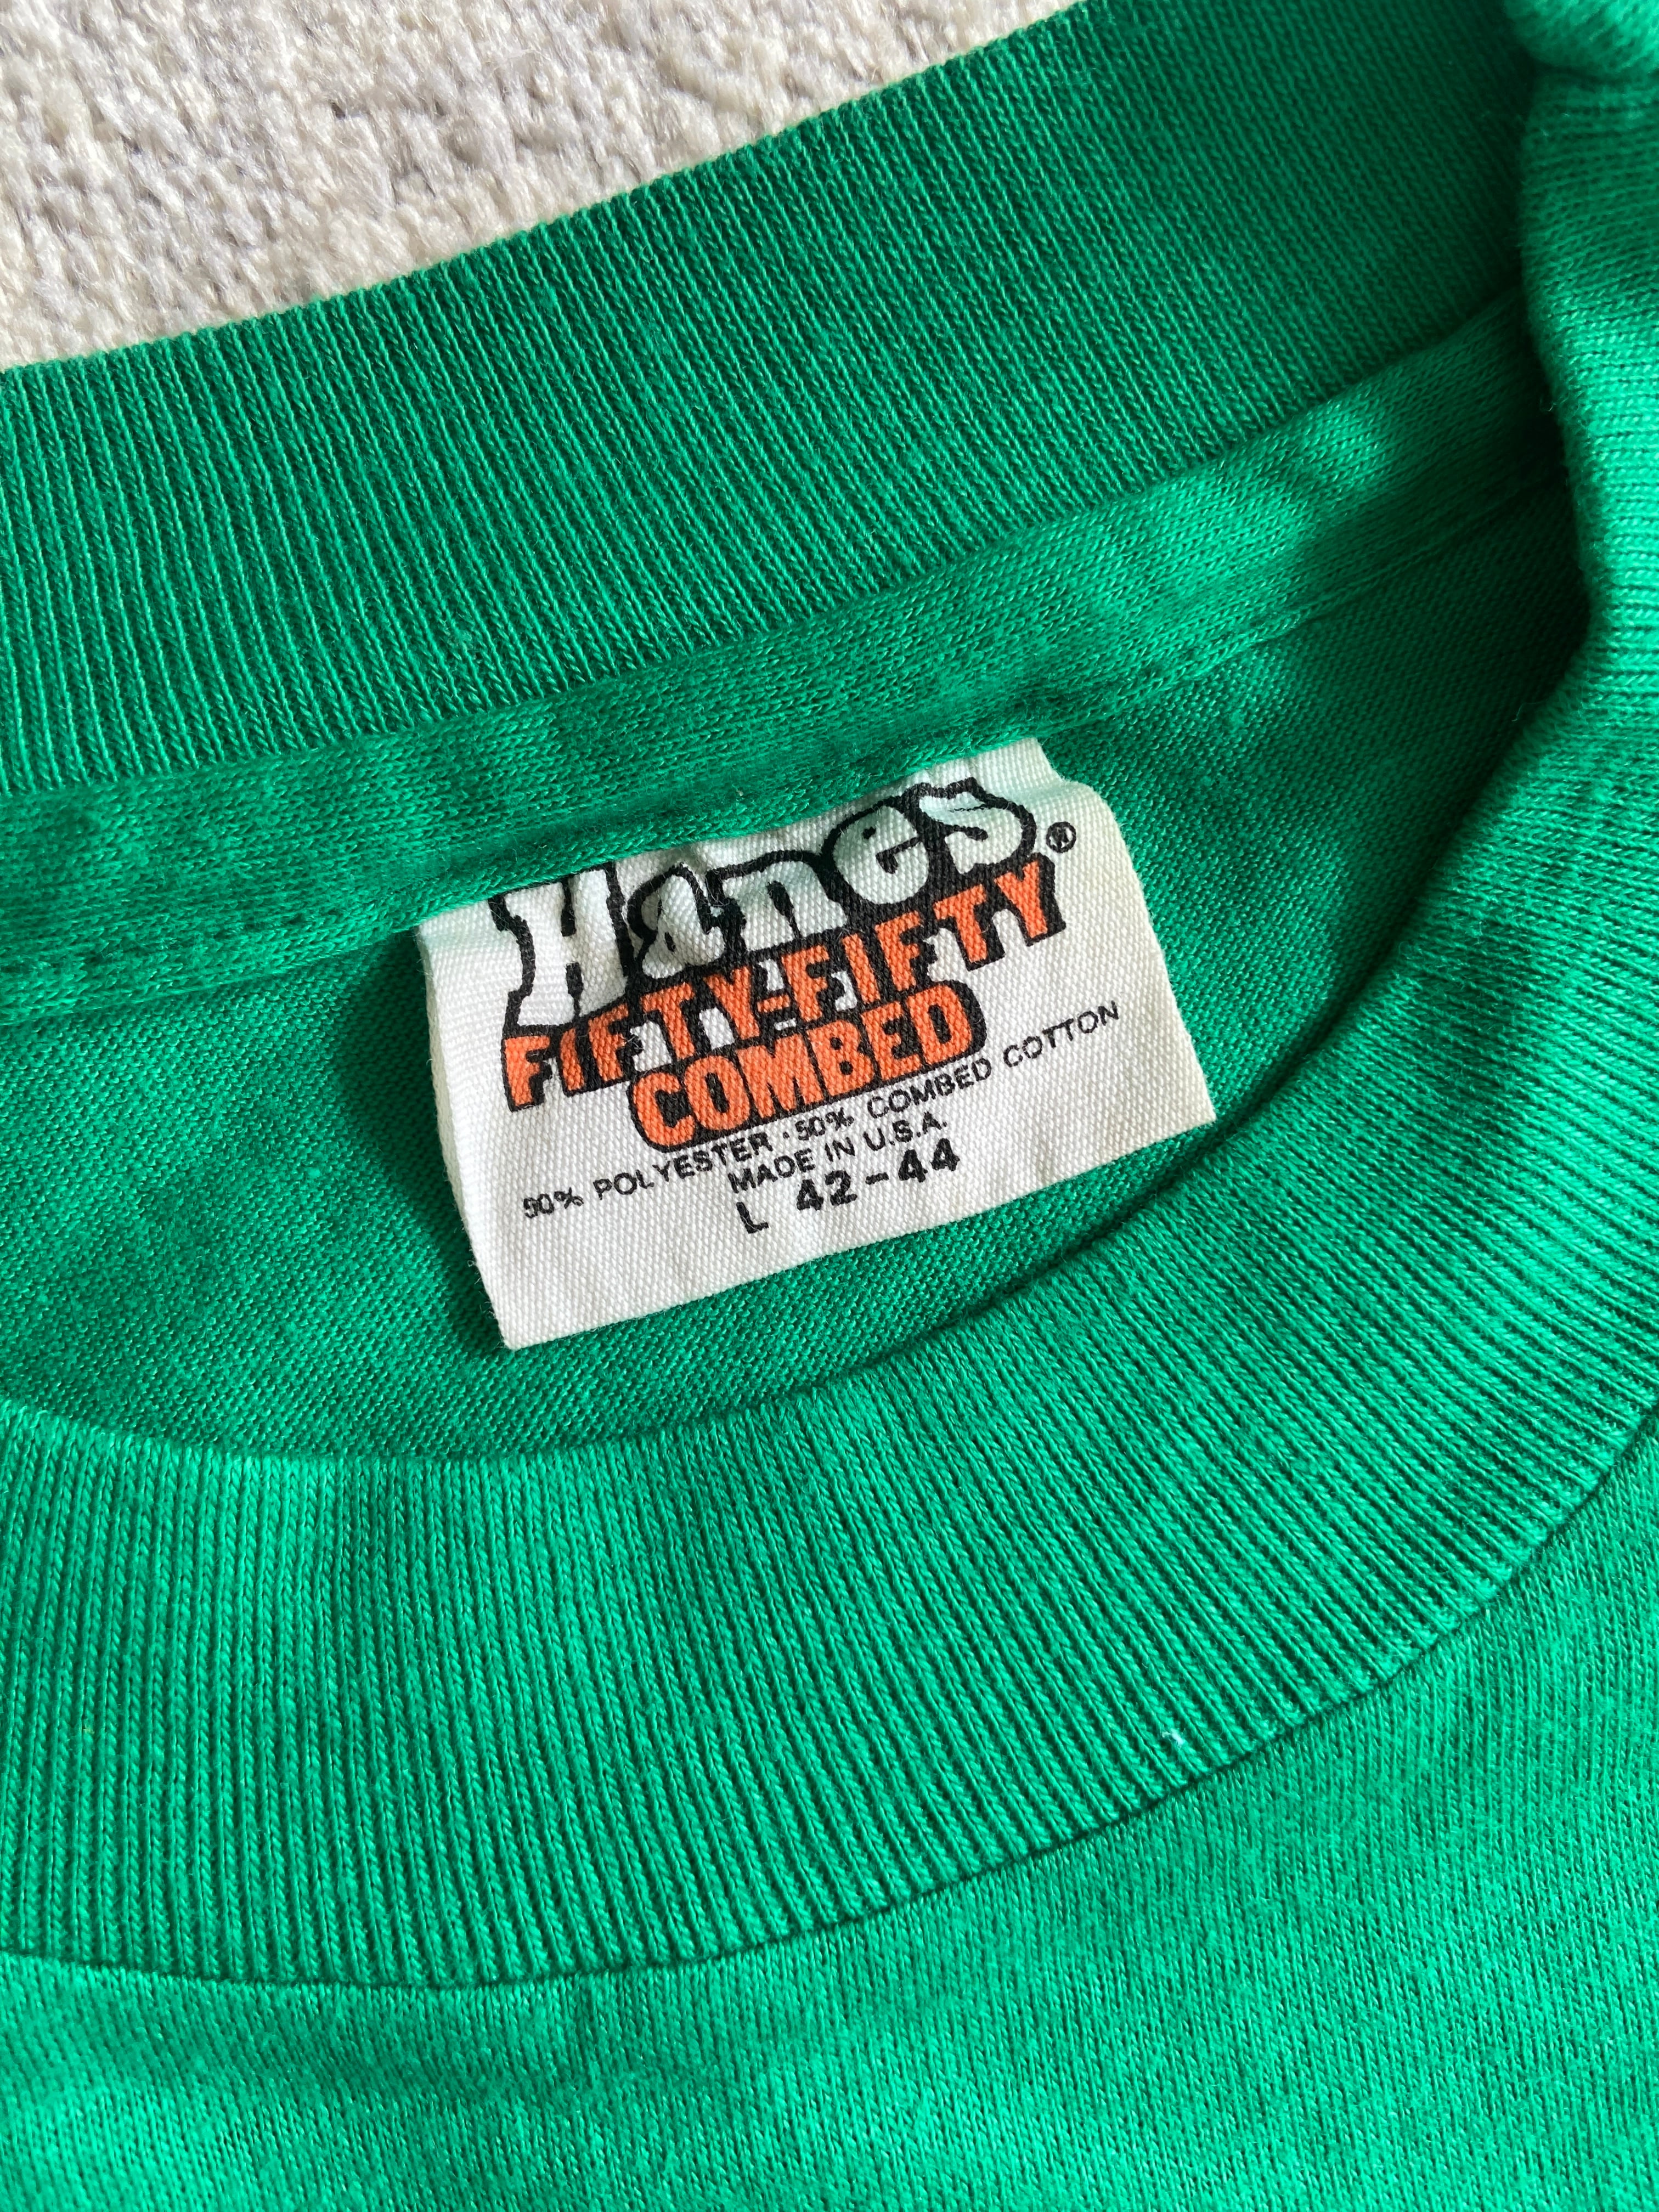 Hanes®
FIFTY-FIFTY
COMBED
50% POLYESTER · 50% COMBED COTTON
MADE IN U.S.A.
L 42-44